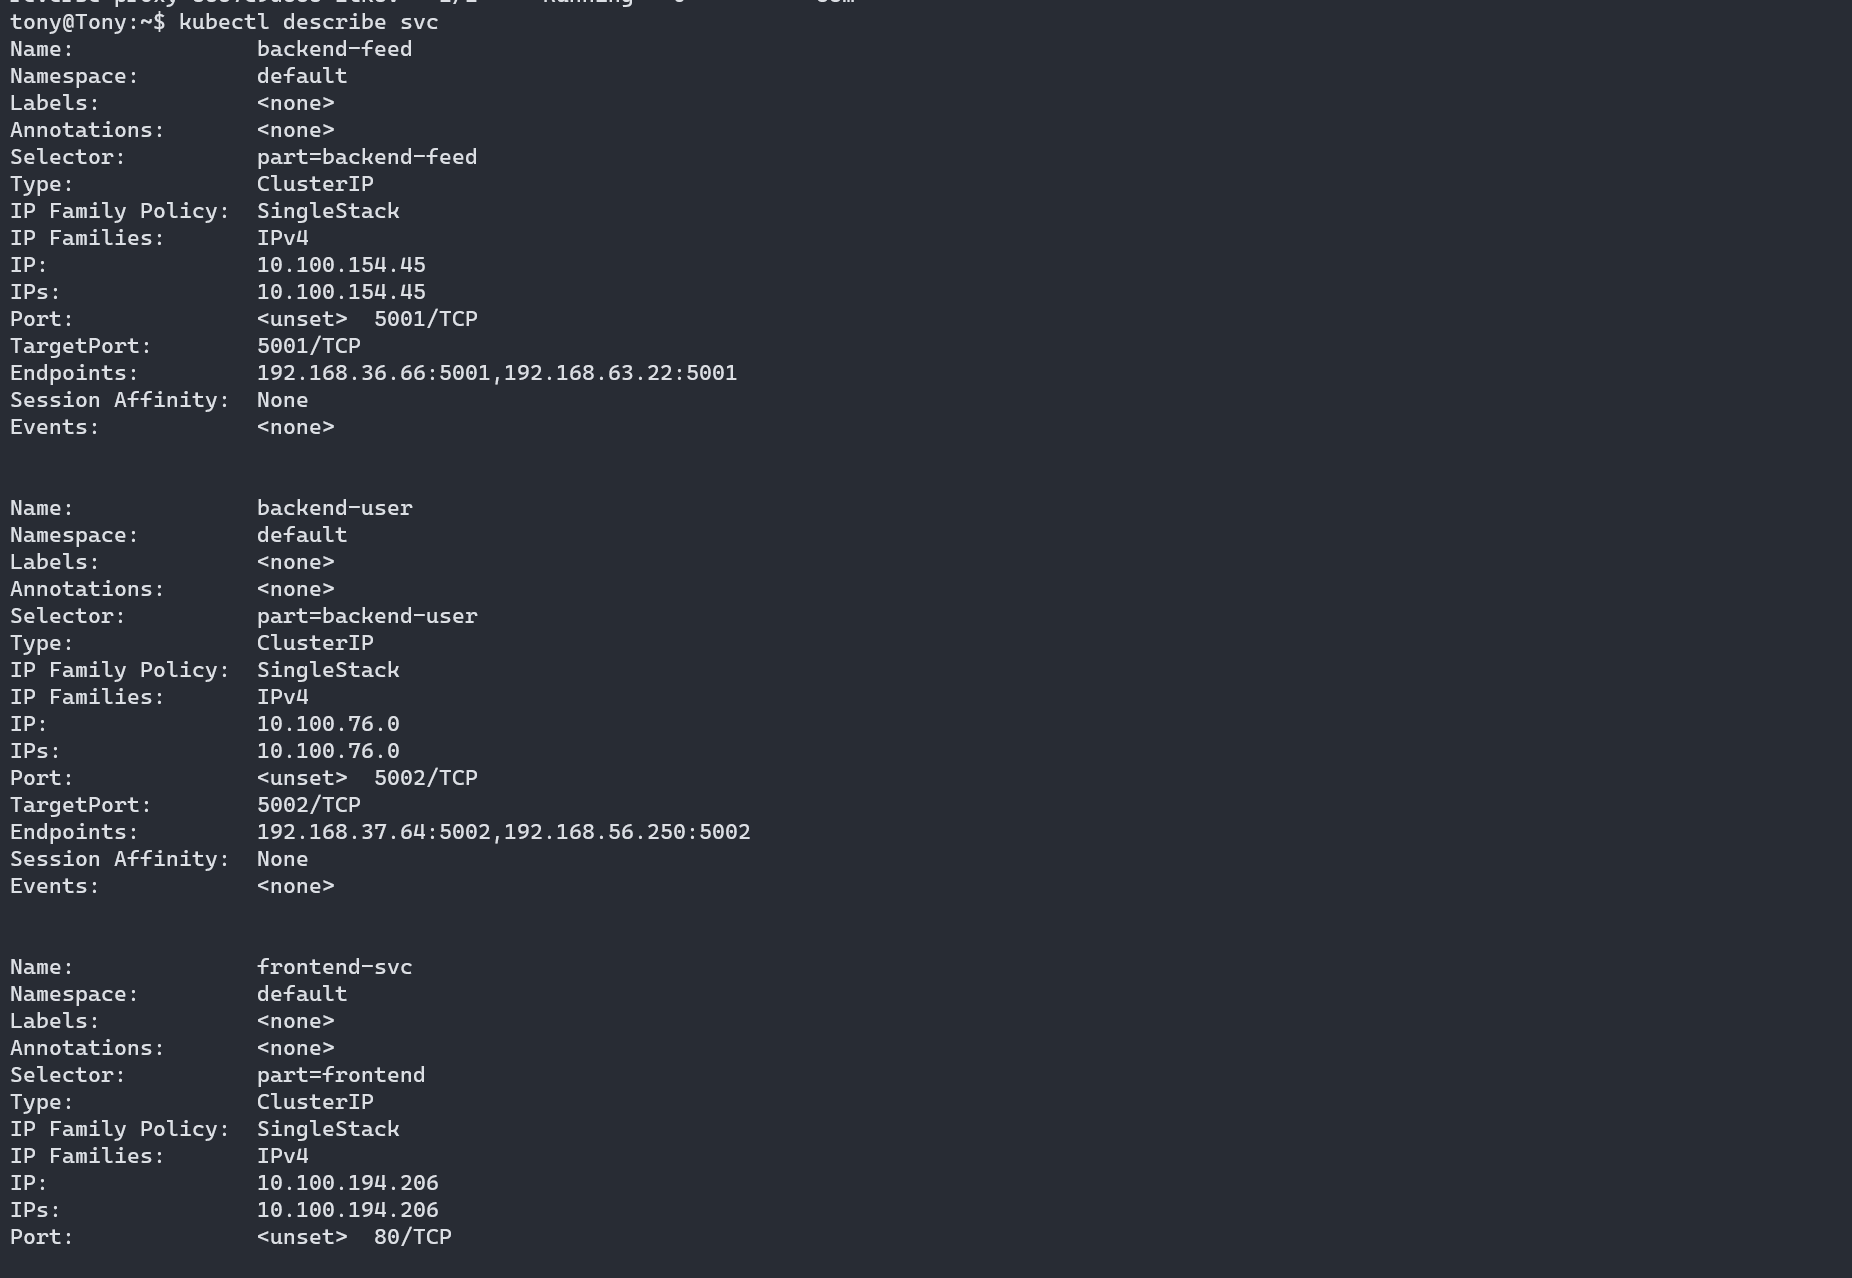 tony@Tony:~$ kubectl describe svc
Name:              backend-feed
Namespace:         default
Labels:            <none>
Annotations:       <none>
Selector:          part=backend-feed
Type:              ClusterIP
IP Family Policy:  SingleStack
IP Families:       IPv4
IP:                10.100.154.45
IPs:               10.100.154.45
Port:              <unset>  5001/TCP
TargetPort:        5001/TCP
Endpoints:         192.168.36.66:5001,192.168.63.22:5001
Session Affinity:  None
Events:            <none>
Name:              backend-user
Namespace:         default
Labels:            <none>
Annotations:       <none>
Selector:          part=backend-user
Type:              ClusterIP
IP Family Policy:  SingleStack
IP Families:       IPv4
IP:                10.100.76.0
IPs:               10.100.76.0
Port:              <unset>  5002/TCP
TargetPort:        5002/TCP
Endpoints:         192.168.37.64:5002,192.168.56.250:5002
Session Affinity:  None
Events:            <none>
Name:              frontend-svc
Namespace:         default
Labels:            <none>
Annotations:       <none>
Selector:          part=frontend
Type:              ClusterIP
IP Family Policy:  SingleStack
IP Families:       IPv4
IP:                10.100.194.206
IPs:               10.100.194.206
Port:              <unset>  80/TCP